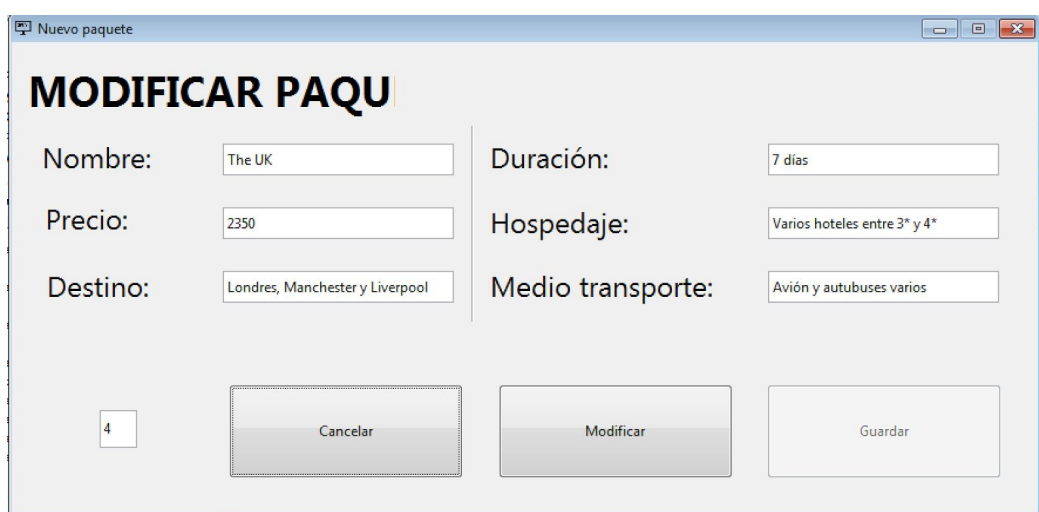 Nuevo paquete
MODIFICAR PAQU
Nombre: The UK
Duración: 7 días
Precio: 2350
Hospedaje: Varios hoteles entre 3* y 4*
Destino: Londres, Manchester y Liverpool
Medio transporte: Avión y autubuses varios
4
Cancelar
Modificar
Guardar